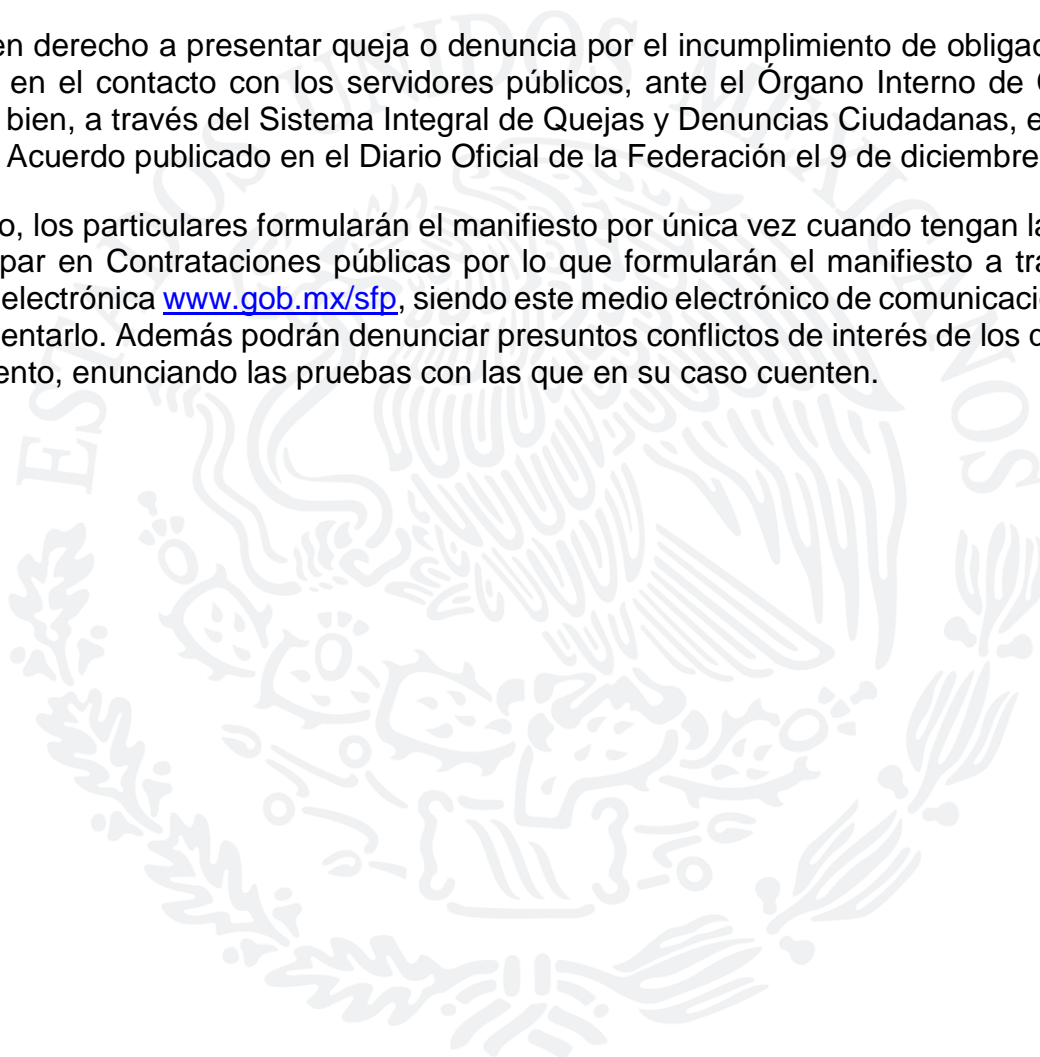 en derecho a presentar queja o denuncia por el incumplimiento de obligac
en el contacto con los servidores públicos, ante el Órgano Interno de
bien, a través del Sistema Integral de Quejas y Denuncias Ciudadanas, e
Acuerdo publicado en el Diario Oficial de la Federación el 9 de diciembre
o, los particulares formularán el manifiesto por única vez cuando tengan la
par en Contrataciones públicas por lo que formularán el manifiesto a tra
electrónica www.gob.mx/sfp, siendo este medio electrónico de comunicaci
entarlo. Además podrán denunciar presuntos conflictos de interés de los
ento, enunciando las pruebas con las que en su caso cuenten.
ESTADOS UNIDOS MEXICANOS